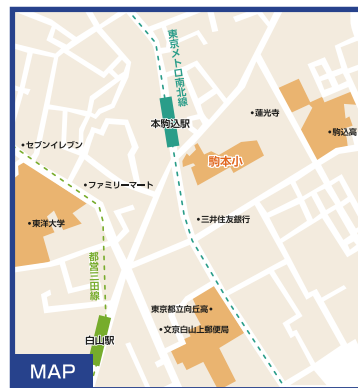 東京メトロ南北線
本駒込駅
蓮光寺
駒込高
駒本小
セブンイレブン
ファミリーマート
東洋大学
三井住友銀行
都営三田線
東京都立向丘高
文京白山上郵便局
白山駅
MAP